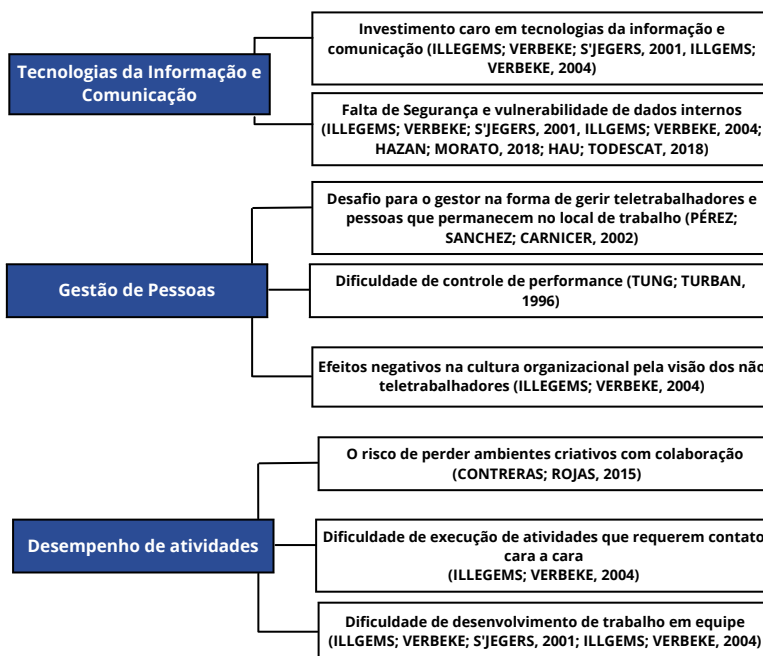 Investimento caro em tecnologias da informação e
comunicação (ILLEGEMS; VERBEKE; S'JEGERS, 2001, ILLGEMS;
VERBEKE, 2004)
Tecnologias da Informação e
Comunicação
Falta de Segurança e vulnerabilidade de dados internos
(ILLEGEMS; VERBEKE; S'JEGERS, 2001, ILLGEMS; VERBEKE, 2004;
HAZAN; MORATO, 2018; HAU; TODESCAT, 2018)
Desafio para o gestor na forma de gerir teletrabalhadores e
pessoas que permanecem no local de trabalho (PÉREZ;
SANCHEZ; CARNICER, 2002)
Gestão de Pessoas
Dificuldade de controle de performance (TUNG; TURBAN,
1996)
Efeitos negativos na cultura organizacional pela visão dos não
teletrabalhadores (ILLEGEMS; VERBEKE, 2004)
O risco de perder ambientes criativos com colaboração
(CONTRERAS; ROJAS, 2015)
Desempenho de atividades
Dificuldade de execução de atividades que requerem contato
cara a cara
(ILLEGEMS; VERBEKE, 2004)
Dificuldade de desenvolvimento de trabalho em equipe
(ILLGEMS; VERBEKE; S'JEGERS, 2001; ILLGEMS; VERBEKE, 2004)